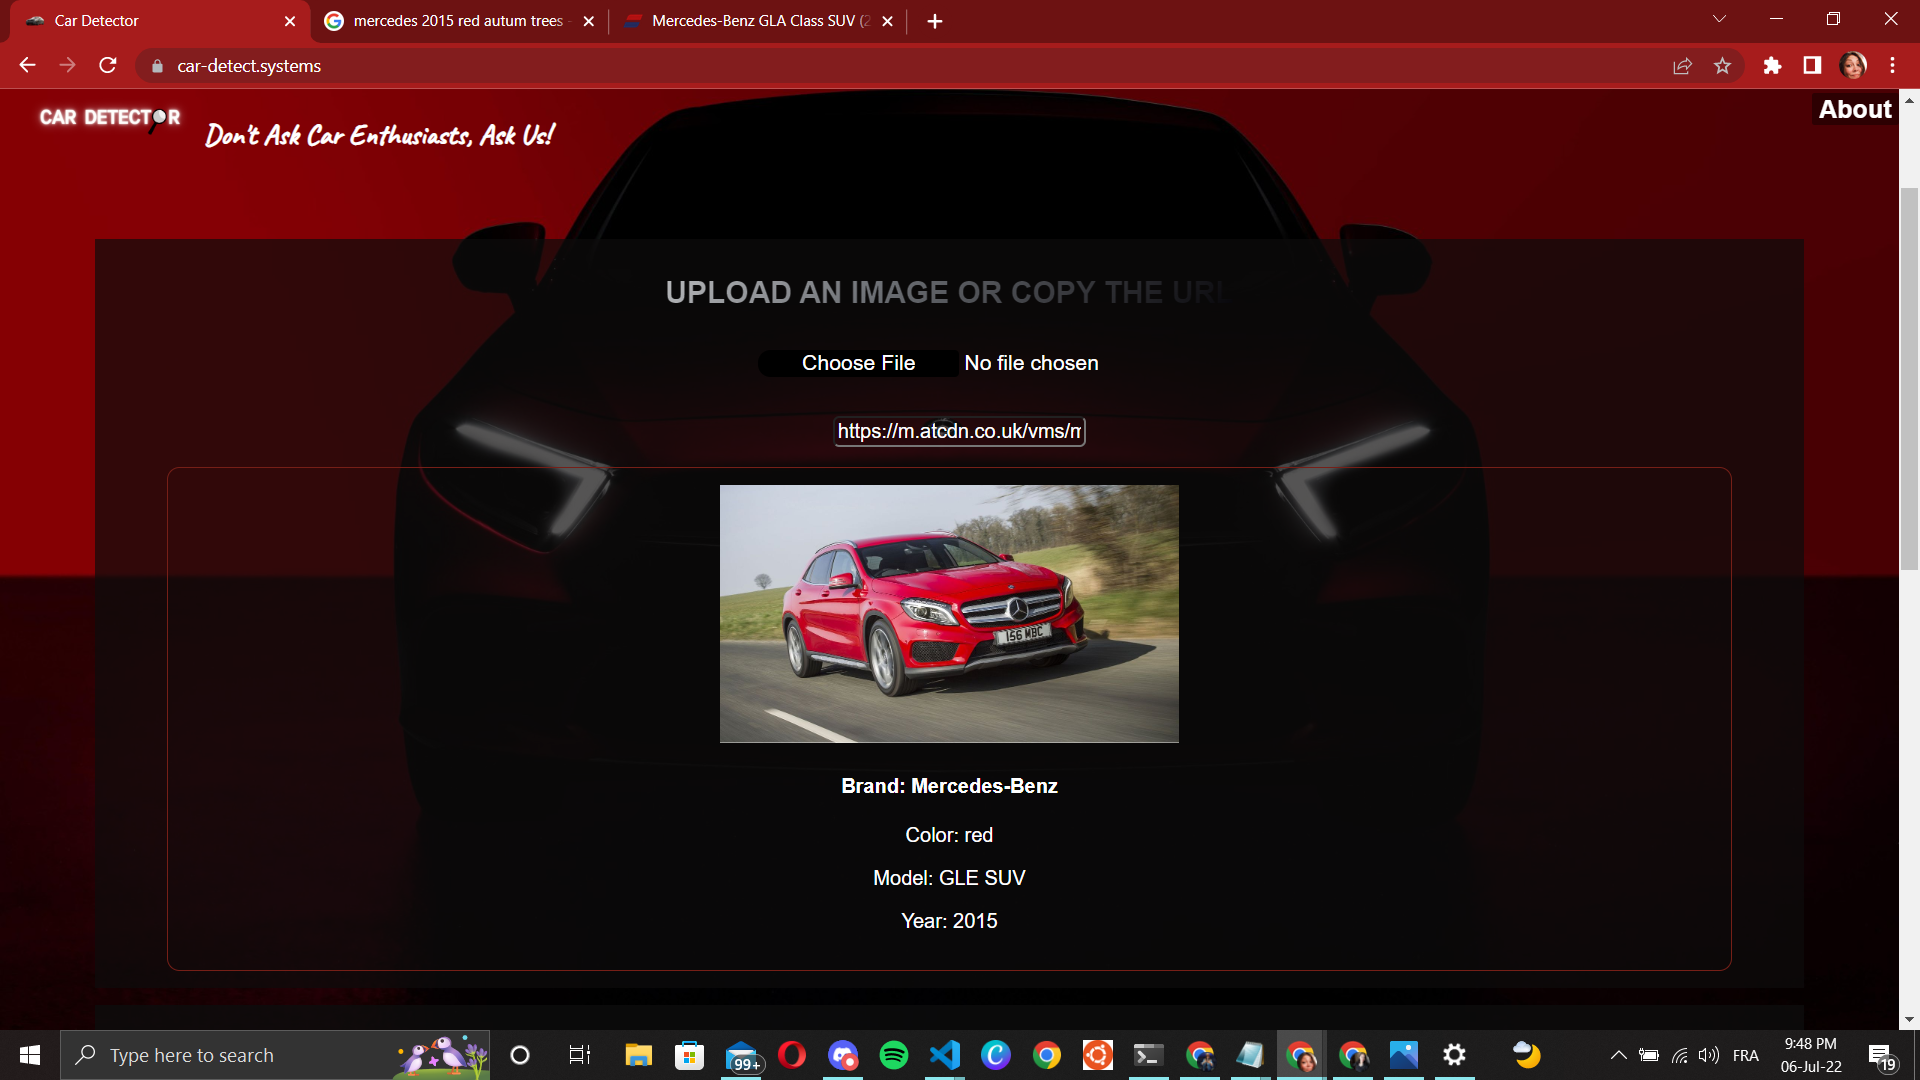 Car Detector
mercedes 2015 red autum trees
Mercedes-Benz GLA Class SUV (2
car-detect.systems
CAR DETECTOR
Don't Ask Car Enthusiasts, Ask Us!
About
UPLOAD AN IMAGE OR COPY THE URL
Choose File No file chosen
https://m.atcdn.co.uk/vms/m
156 MBC
Brand: Mercedes-Benz
Color: red
Model: GLE SUV
Year: 2015
Type here to search
99+
FRA
9:48 PM
06-Jul-22
19